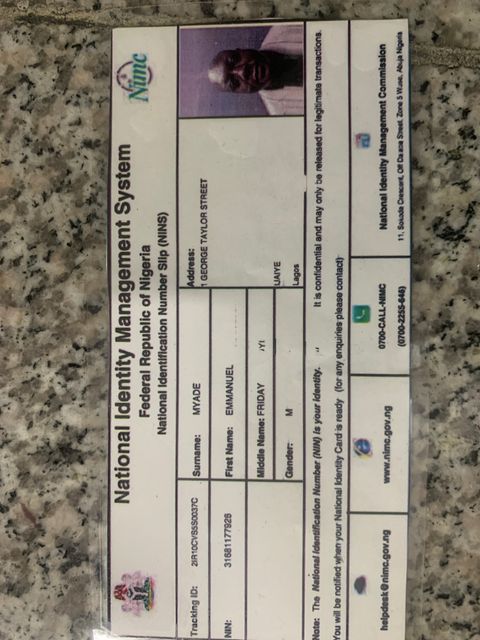 National Identity Management System
Federal Republic of Nigeria
National Identification Number Slip (NINS)
Nimc
Tracking ID: 2IR10CVS5S0037C
Surname: MYADE
Address:
1 GEORGE TAYLOR STREET
NIN: 31681177928
First Name: EMMANUEL
Middle Name: FRIDAY
Gender: M
Lagos
Note: The National Identification Number (NIN) is your identity. It is confidential and may only be released for legitimate transactions.
You will be notified when your National Identity Card is ready (for any enquiries please contact)
helpdesk@nimc.gov.ng
www.nimc.gov.ng
0700-CALL-NIMC
(0700-2255-646)
National Identity Management Commission
11, Sokoda Crescent, Off Street, Zone 5 Wuse, Abuja Nigeria